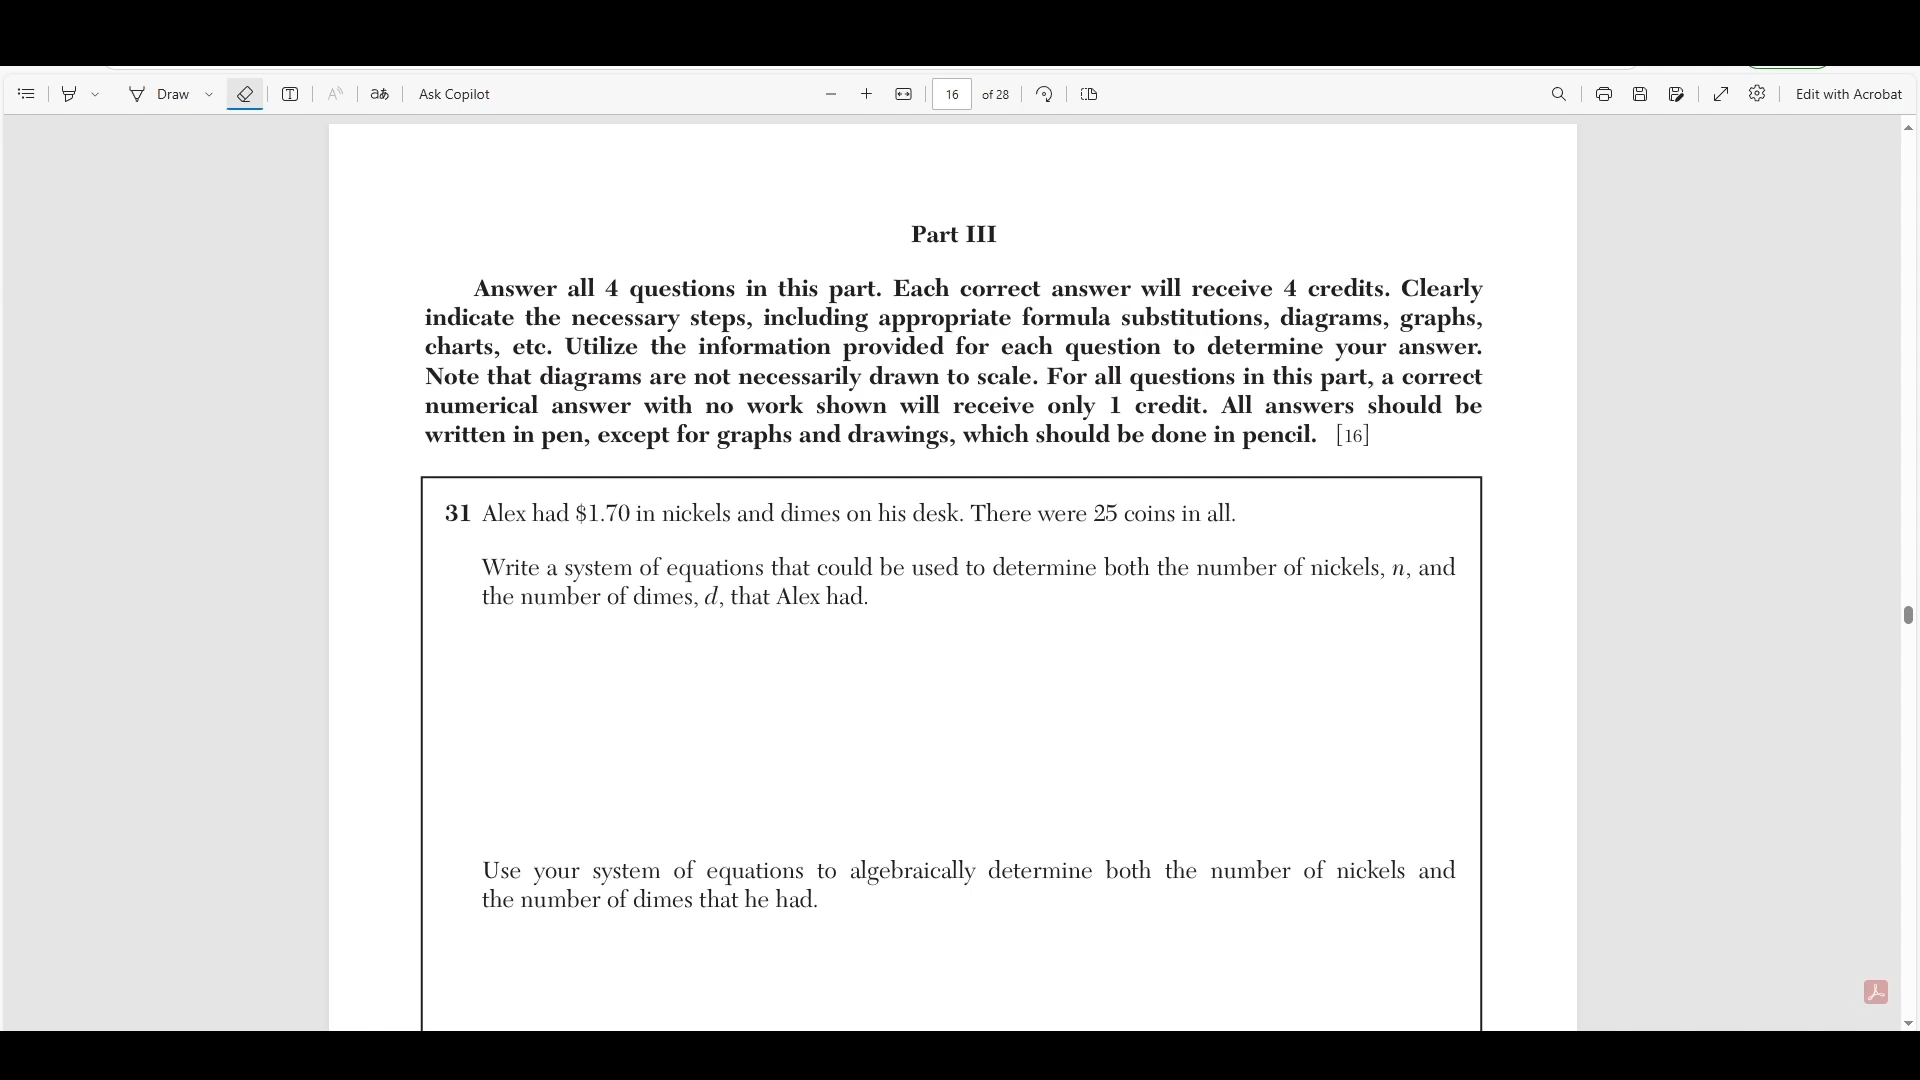 Draw
Ask Copilot
16
of 28
Edit with Acrobat
Part III
Answer all 4 questions in this part. Each correct answer will receive 4 credits. Clearly
indicate the necessary steps, including appropriate formula substitutions, diagrams, graphs,
charts, etc. Utilize the information provided for each question to determine your answer.
Note that diagrams are not necessarily drawn to scale. For all questions in this part, a correct
numerical answer with no work shown will receive only 1 credit. All answers should be
written in pen, except for graphs and drawings, which should be done in pencil. [16]
31 Alex had $1.70 in nickels and dimes on his desk. There were 25 coins in all.
Write a system of equations that could be used to determine both the number of nickels, n, and
the number of dimes, d, that Alex had.
Use your system of equations to algebraically determine both the number of nickels and
the number of dimes that he had.